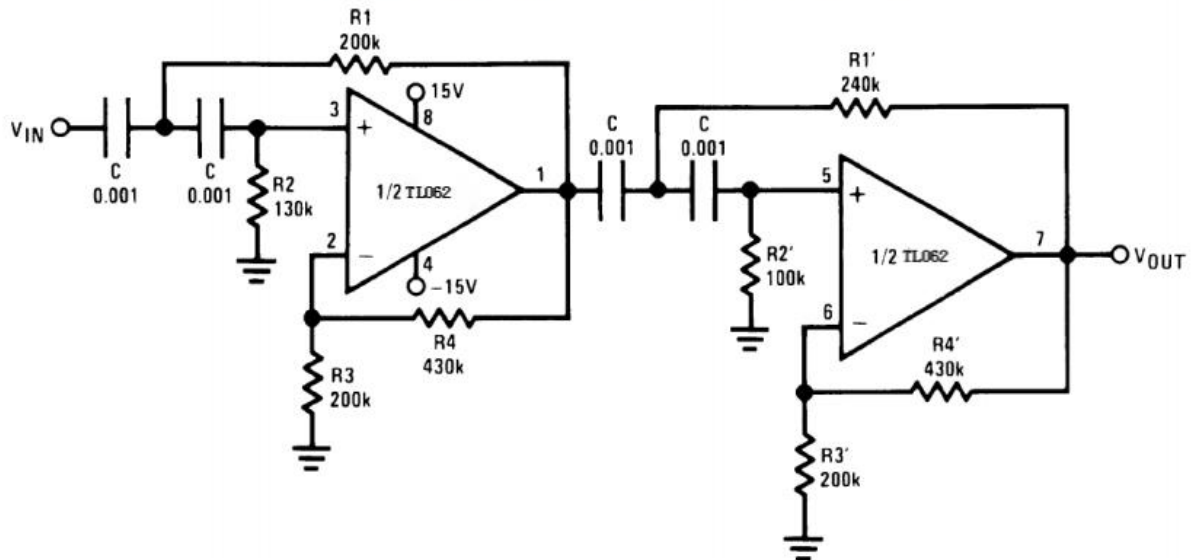 R1
200k
15V
8
3
+
VIN
C
0.001
C
0.001
R2
130k
1/2 TL062
1
2
−
4
−15V
R4
430k
R3
200k
R1'
240k
C
0.001
C
0.001
5
+
R2'
100k
1/2 TL062
7
VOUT
6
−
R4'
430k
R3'
200k